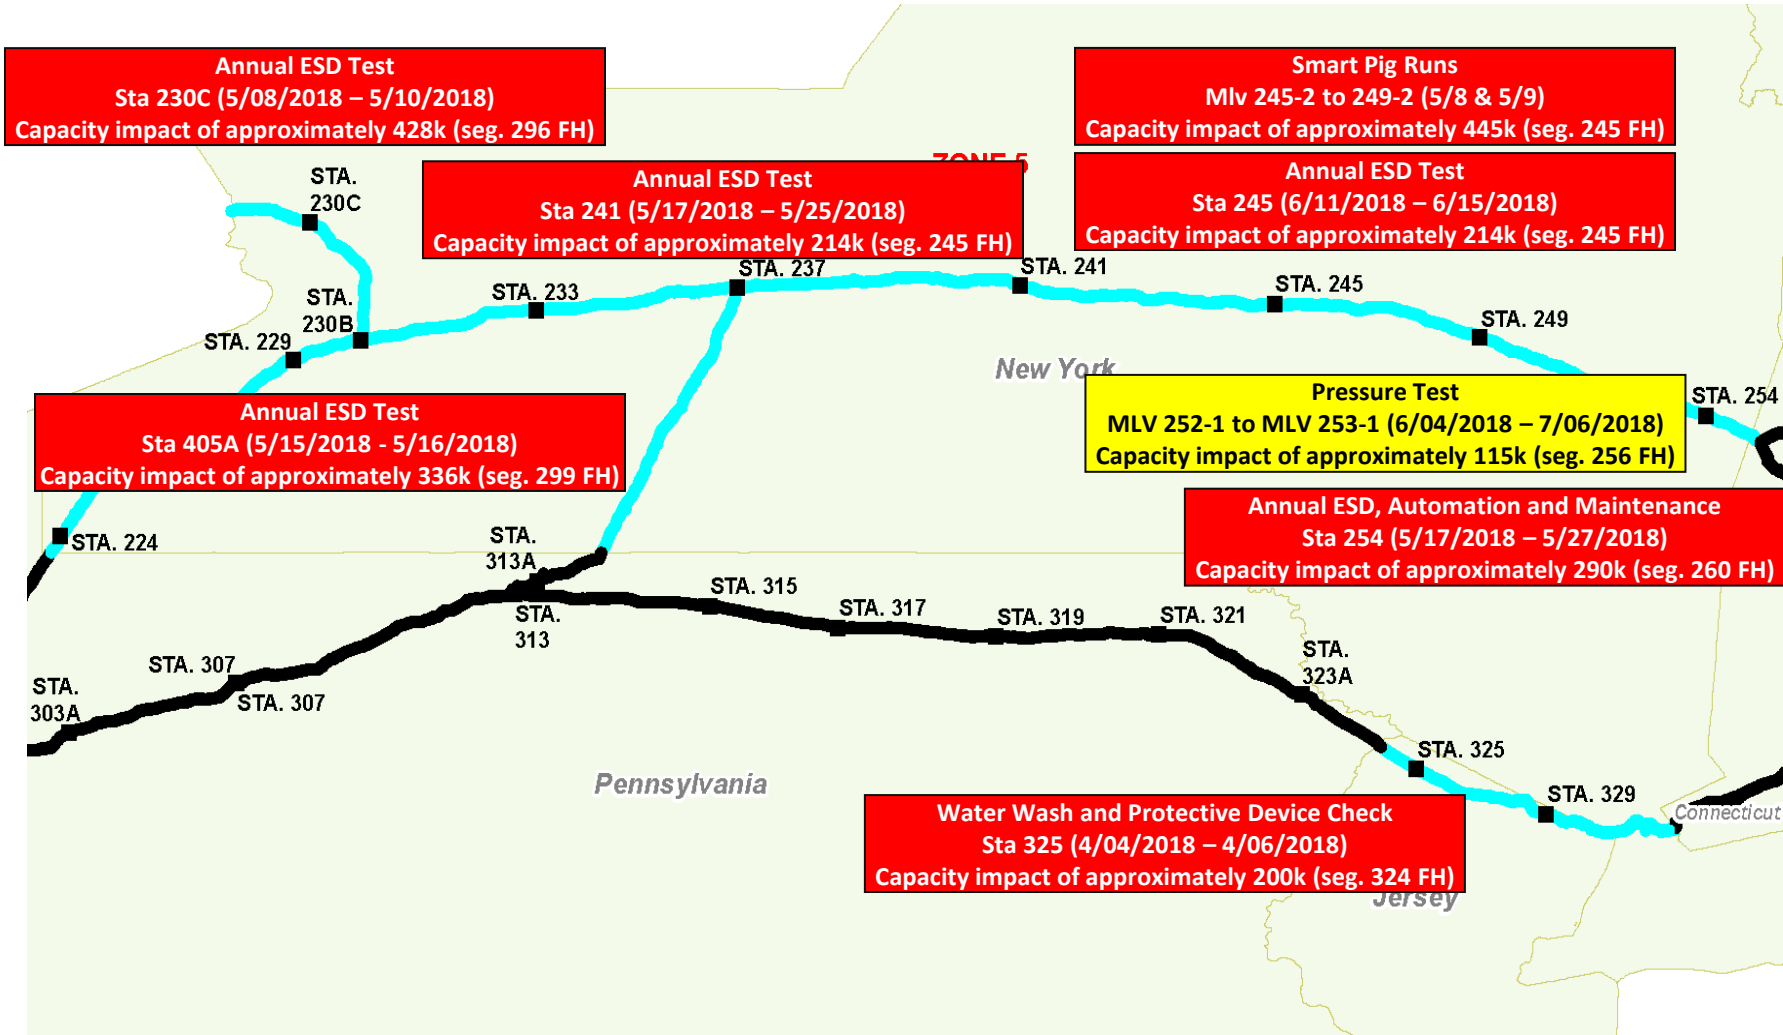 Annual ESD Test
Sta 230C (5/08/2018 – 5/10/2018)
Capacity impact of approximately 428k (seg. 296 FH)
Smart Pig Runs
Mlv 245-2 to 249-2 (5/8 & 5/9)
Capacity impact of approximately 445k (seg. 245 FH)
ZONE 5
Annual ESD Test
Sta 241 (5/17/2018 – 5/25/2018)
Capacity impact of approximately 214k (seg. 245 FH)
Annual ESD Test
Sta 245 (6/11/2018 – 6/15/2018)
Capacity impact of approximately 214k (seg. 245 FH)
STA.
230C
STA. 237
STA. 241
STA. 245
STA. 233
STA.
230B
STA. 229
STA. 249
New York
Pressure Test
MLV 252-1 to MLV 253-1 (6/04/2018 – 7/06/2018)
Capacity impact of approximately 115k (seg. 256 FH)
STA. 254
Annual ESD Test
Sta 405A (5/15/2018 - 5/16/2018)
Capacity impact of approximately 336k (seg. 299 FH)
Annual ESD, Automation and Maintenance
Sta 254 (5/17/2018 – 5/27/2018)
Capacity impact of approximately 290k (seg. 260 FH)
STA. 224
STA.
313A
STA. 315
STA.
313
STA. 317
STA. 319
STA. 321
STA.
323A
STA. 307
STA. 307
STA.
303A
STA. 325
Pennsylvania
STA. 329
Connecticut
Water Wash and Protective Device Check
Sta 325 (4/04/2018 – 4/06/2018)
Capacity impact of approximately 200k (seg. 324 FH)
Jersey